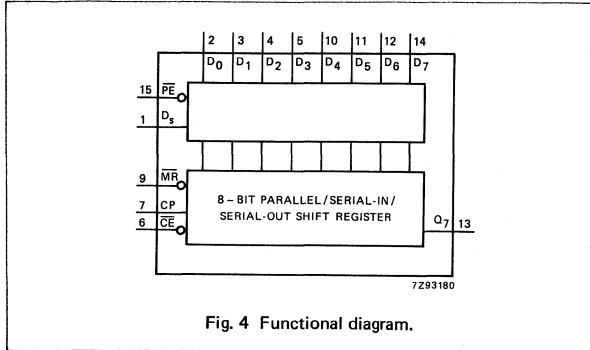 2 3 4 5 10 11 12 14
D0 D1 D2 D3 D4 D5 D6 D7
15 PE
1 Ds
9 MR
8-BIT PARALLEL/SERIAL-IN/
7 CP
SERIAL-OUT SHIFT REGISTER
6 CE
Q7 13
7Z93180
Fig. 4 Functional diagram.